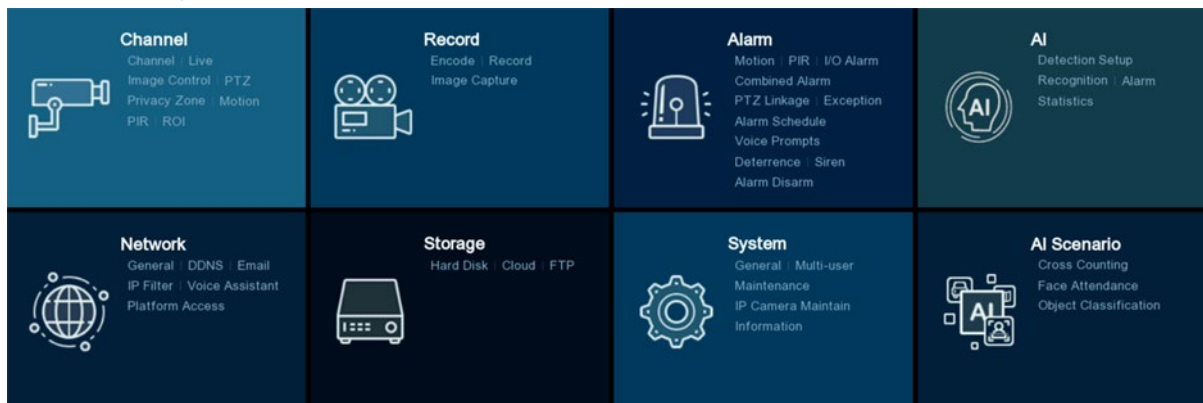 Channel
Channel | Live
Image Control | PTZ
Privacy Zone | Motion
PIR | ROI
Record
Encode | Record
Image Capture
Alarm
Motion | PIR | I/O Alarm
Combined Alarm
PTZ Linkage | Exception
Alarm Schedule
Voice Prompts
Deterrence | Siren
Alarm Disarm
AI
Detection Setup
Recognition | Alarm
Statistics
AI
Network
General | DDNS | Email
IP Filter | Voice Assistant
Platform Access
Storage
Hard Disk | Cloud | FTP
System
General | Multi-user
Maintenance
IP Camera Maintain
Information
AI Scenario
Cross Counting
Face Attendance
Object Classification
AI